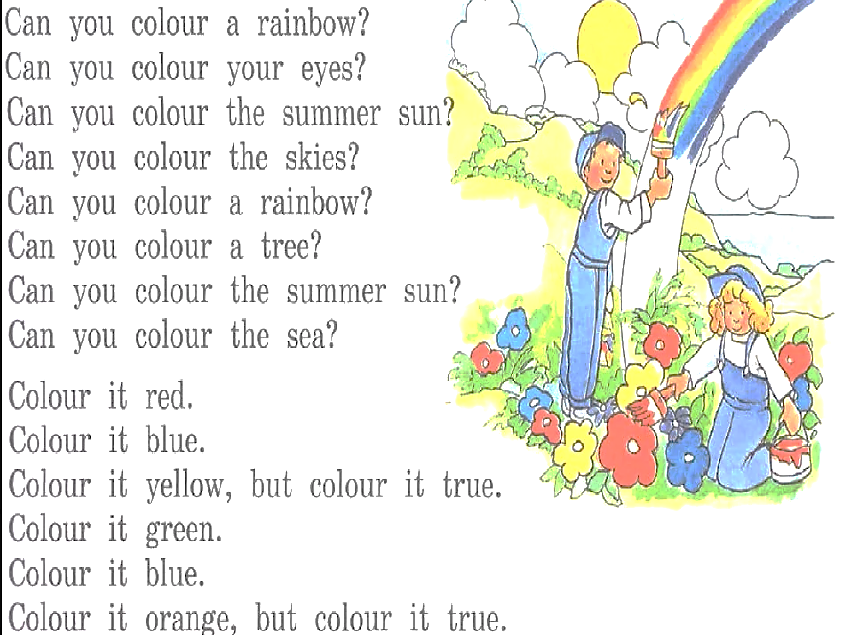 Can you colour a rainbow?
Can you colour your eyes?
Can you colour the summer sun?
Can you colour the skies?
Can you colour a rainbow?
Can you colour a tree?
Can you colour the summer sun?
Can you colour the sea?
Colour it red.
Colour it blue.
Colour it yellow, but colour it true.
Colour it green.
Colour it blue.
Colour it orange, but colour it true.